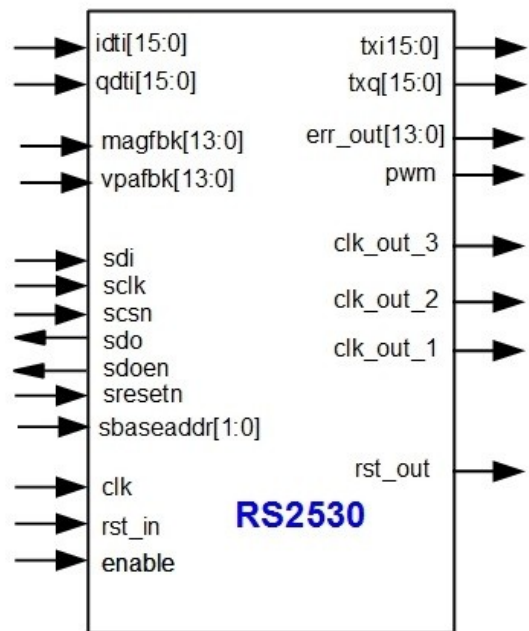 idti[15:0]
qdti[15:0]
magfbk[13:0]
vpafbk[13:0]
sdi
sclk
scsn
sdo
sdoen
sresetn
sbaseaddr[1:0]
clk
rst_in
enable
txi15:0]
txq[15:0]
err_out[13:0]
pwm
clk_out_3
clk_out_2
clk_out_1
rst_out
RS2530